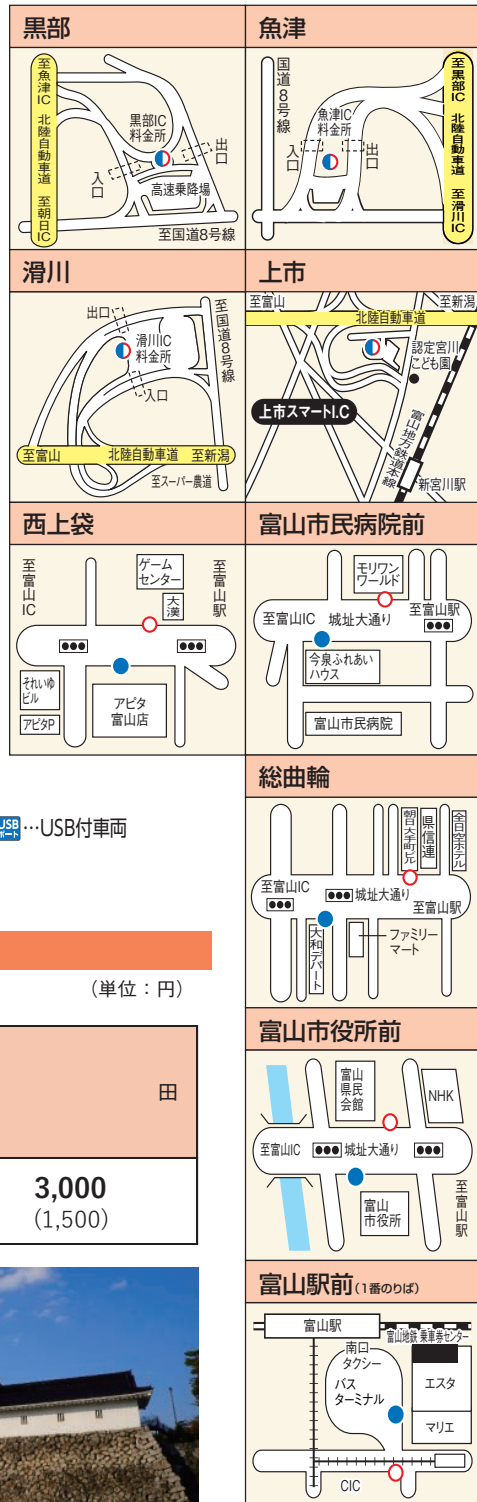 黒部
至魚津IC 北陸自動車道 至朝日IC
黒部IC
料金所
出口
入口
高速乗降場
至国道8号線
魚津
国道8号線
魚津IC
料金所
入口
出口
至黒部IC 北陸自動車道 至滑川IC
滑川
出口
滑川IC
料金所
入口
至国道8号線
至富山 北陸自動車道 至新潟
至スーパー農道
上市
至富山
至新潟
北陸自動車道
認定宮川
こども園
上市スマートI.C
富山地方鉄道本線
新宮川駅
西上袋
至富山IC
ゲーム
センター
大漢
至富山駅
それいゆ
ビル
アピタP
アピタ
富山店
富山市民病院前
モリワン
ワールド
至富山IC 城址大通り 至富山駅
今泉ふれあい
ハウス
富山市民病院
総曲輪
朝日大手町ビル
県信連
全日空ホテル
至富山IC
城址大通り
至富山駅
大和デパート
ファミリー
マート
USB
ポート
…USB付車両
(単位：円)
田
3,000
(1,500)
富山市役所前
富山
県民
会館
NHK
至富山IC 城址大通り
至富山駅
富山
市役所
富山駅前(1番のりば)
富山駅
富山地鉄 乗車券センター
南口
タクシー
バス
ターミナル
エスタ
マリエ
CIC